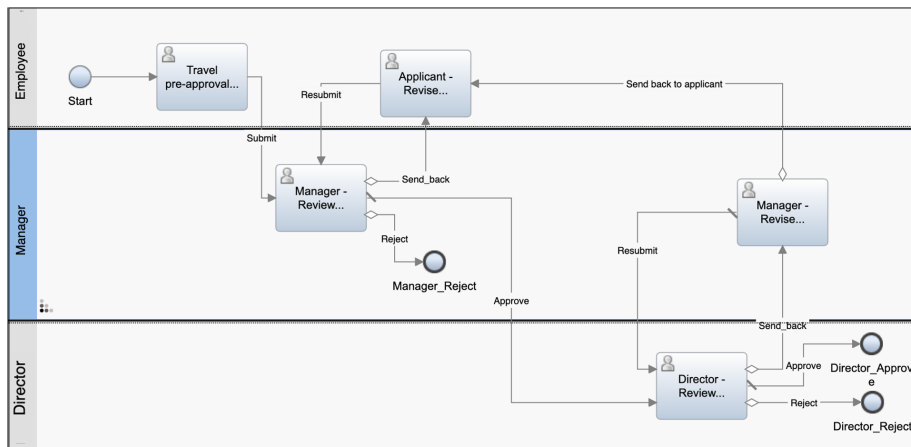 Employee
Start
Travel
pre-approval...
Applicant -
Revise...
Send back to applicant
Resubmit
Submit
Manager
Manager -
Review...
Send_back
Reject
Manager_Reject
Manager -
Revise...
Resubmit
Approve
Send_back
Director
Director -
Review...
Approve
Director_Approv
e
Reject
Director_Reject